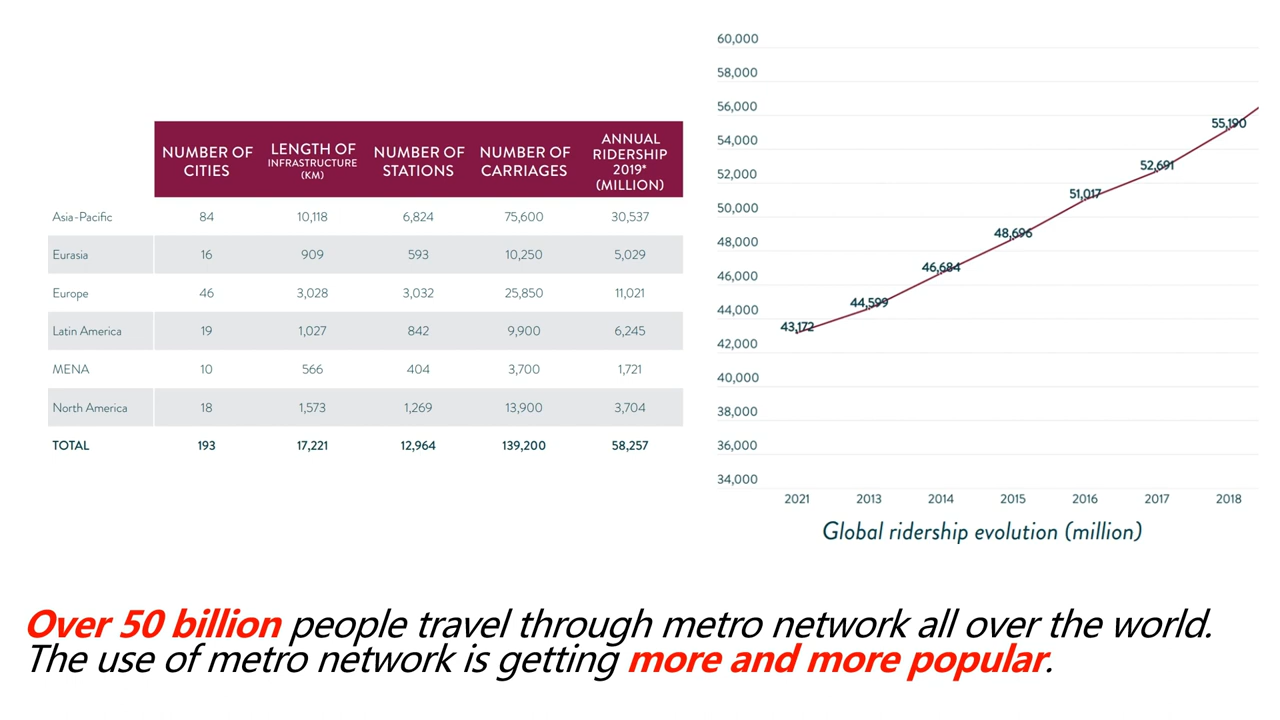 NUMBER OF CITIES LENGTH OF INFRASTRUCTURE (KM) NUMBER OF STATIONS NUMBER OF CARRIAGES ANNUAL RIDERSHIP 2019* (MILLION)
Asia-Pacific 84 10,118 6,824 75,600 30,537
Eurasia 16 909 593 10,250 5,029
Europe 46 3,028 3,032 25,850 11,021
Latin America 19 1,027 842 9,900 6,245
MENA 10 566 404 3,700 1,721
North America 18 1,573 1,269 13,900 3,704
TOTAL 193 17,221 12,964 139,200 58,257
60,000
58,000
56,000
54,000
52,000
50,000
48,000
46,000
44,000
42,000
40,000
38,000
36,000
34,000
43,172
44,599
46,684
48,696
51,017
52,691
55,190
2021 2013 2014 2015 2016 2017 2018
Global ridership evolution (million)
Over 50 billion people travel through metro network all over the world.
The use of metro network is getting more and more popular.